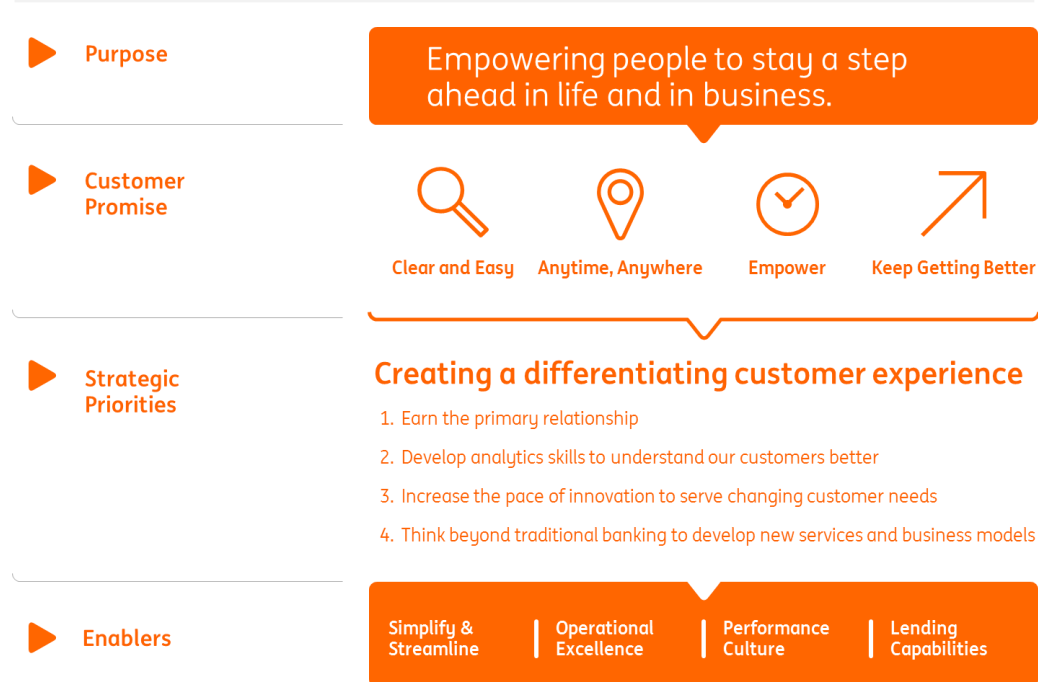 Purpose
Empowering people to stay a step
ahead in life and in business.
Customer
Promise
Clear and Easy
Anytime, Anywhere
Empower
Keep Getting Better
Strategic
Priorities
Creating a differentiating customer experience
1. Earn the primary relationship
2. Develop analytics skills to understand our customers better
3. Increase the pace of innovation to serve changing customer needs
4. Think beyond traditional banking to develop new services and business models
Enablers
Simplify &
Streamline
Operational
Excellence
Performance
Culture
Lending
Capabilities